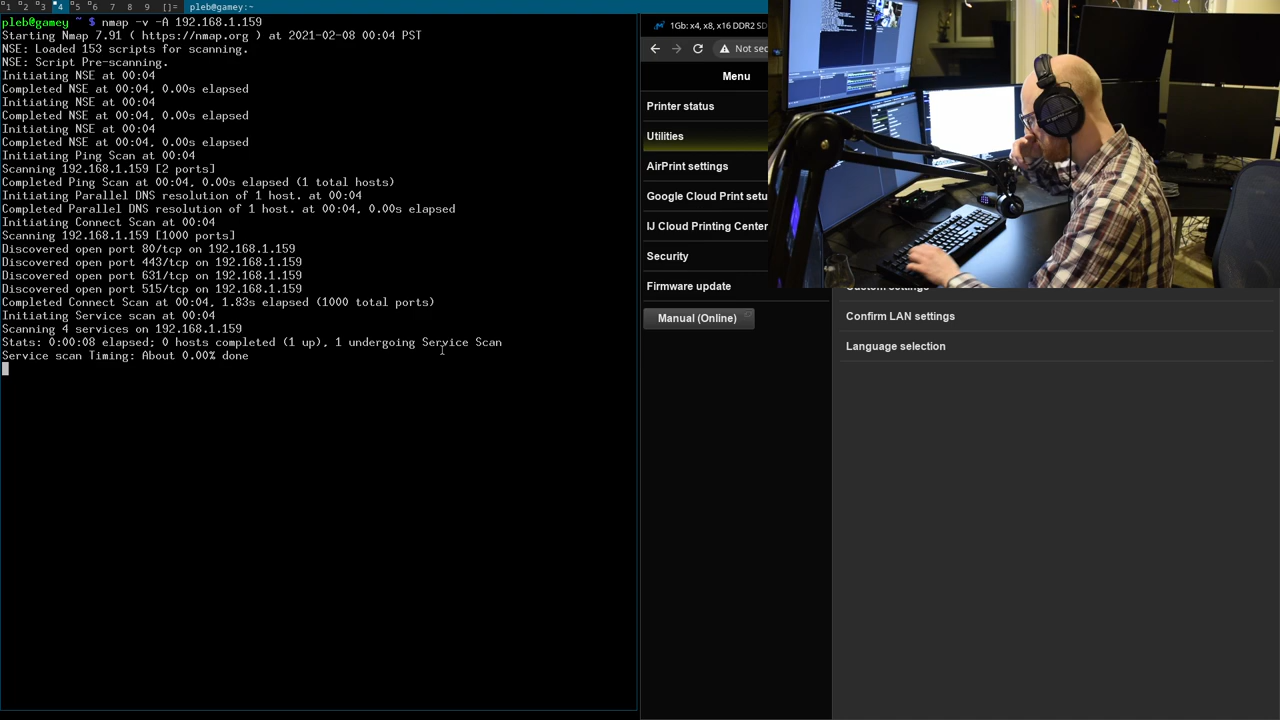 1 2 3 4 5 6 7 8 9 []= pleb@gamey:~
pleb@gamey ~ $ nmap -v -A 192.168.1.159
Starting Nmap 7.91 ( https://nmap.org ) at 2021-02-08 00:04 PST
NSE: Loaded 153 scripts for scanning.
NSE: Script Pre-scanning.
Initiating NSE at 00:04
Completed NSE at 00:04, 0.00s elapsed
Initiating NSE at 00:04
Completed NSE at 00:04, 0.00s elapsed
Initiating NSE at 00:04
Completed NSE at 00:04, 0.00s elapsed
Initiating Ping Scan at 00:04
Scanning 192.168.1.159 [2 ports]
Completed Ping Scan at 00:04, 0.00s elapsed (1 total hosts)
Initiating Parallel DNS resolution of 1 host. at 00:04
Completed Parallel DNS resolution of 1 host. at 00:04, 0.00s elapsed
Initiating Connect Scan at 00:04
Scanning 192.168.1.159 [1000 ports]
Discovered open port 80/tcp on 192.168.1.159
Discovered open port 443/tcp on 192.168.1.159
Discovered open port 631/tcp on 192.168.1.159
Discovered open port 515/tcp on 192.168.1.159
Completed Connect Scan at 00:04, 1.83s elapsed (1000 total ports)
Initiating Service scan at 00:04
Scanning 4 services on 192.168.1.159
Stats: 0:00:08 elapsed; 0 hosts completed (1 up), 1 undergoing Service Scan
Service scan Timing: About 0.00% done
1Gb: x4, x8, x16 DDR2 SD
Not sec
Menu
Printer status
Utilities
AirPrint settings
Google Cloud Print setu
IJ Cloud Printing Center
Security
Firmware update
Manual (Online)
Custom settings
Confirm LAN settings
Language selection